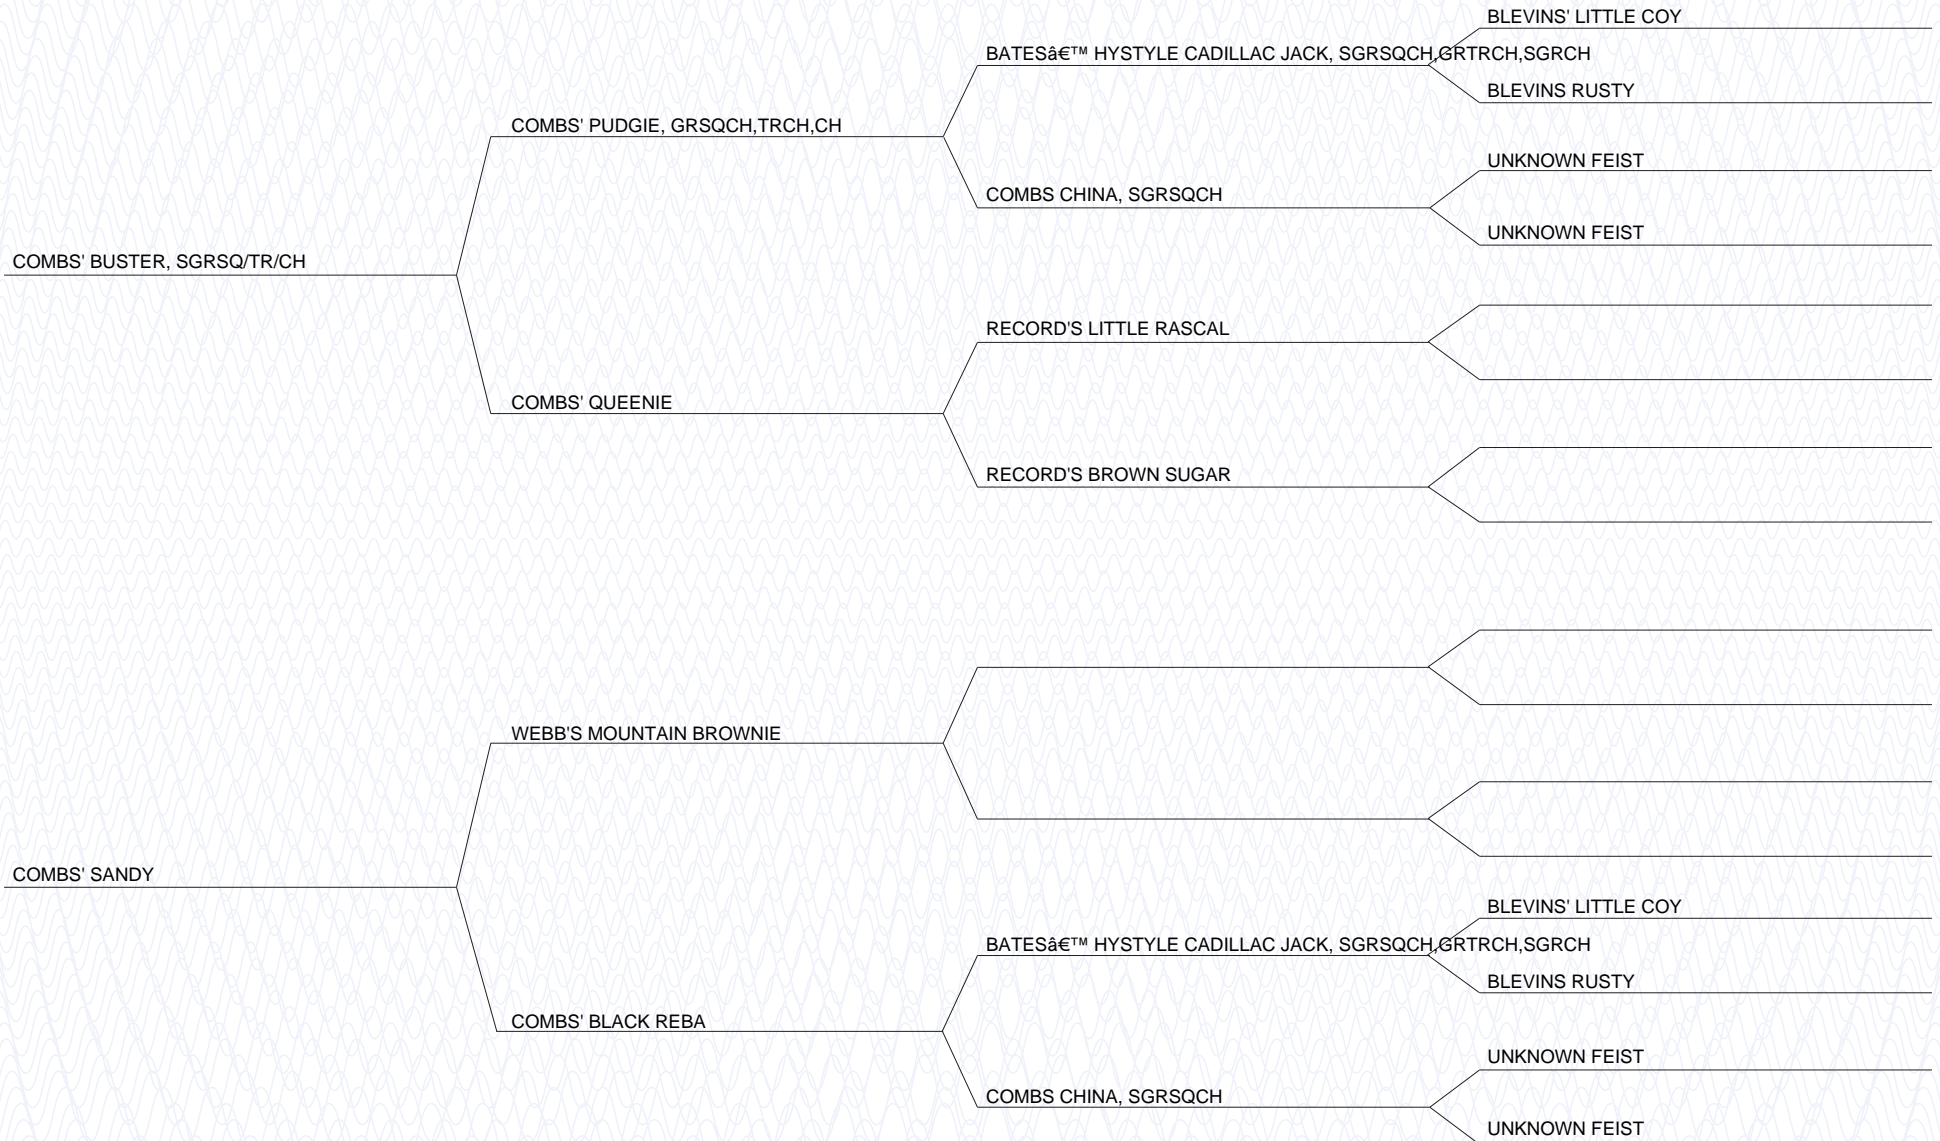 BLEVINS' LITTLE COY
BATESâ€™ HYSTYLE CADILLAC JACK, SGRSQCH,GRTRCH,SGRCH
BLEVINS RUSTY
COMBS' PUDGIE, GRSQCH,TRCH,CH
UNKNOWN FEIST
COMBS CHINA, SGRSQCH
UNKNOWN FEIST
COMBS' BUSTER, SGRSQ/TR/CH
RECORD'S LITTLE RASCAL
COMBS' QUEENIE
RECORD'S BROWN SUGAR
WEBB'S MOUNTAIN BROWNIE
COMBS' SANDY
BLEVINS' LITTLE COY
BATESâ€™ HYSTYLE CADILLAC JACK, SGRSQCH,GRTRCH,SGRCH
BLEVINS RUSTY
COMBS' BLACK REBA
UNKNOWN FEIST
COMBS CHINA, SGRSQCH
UNKNOWN FEIST